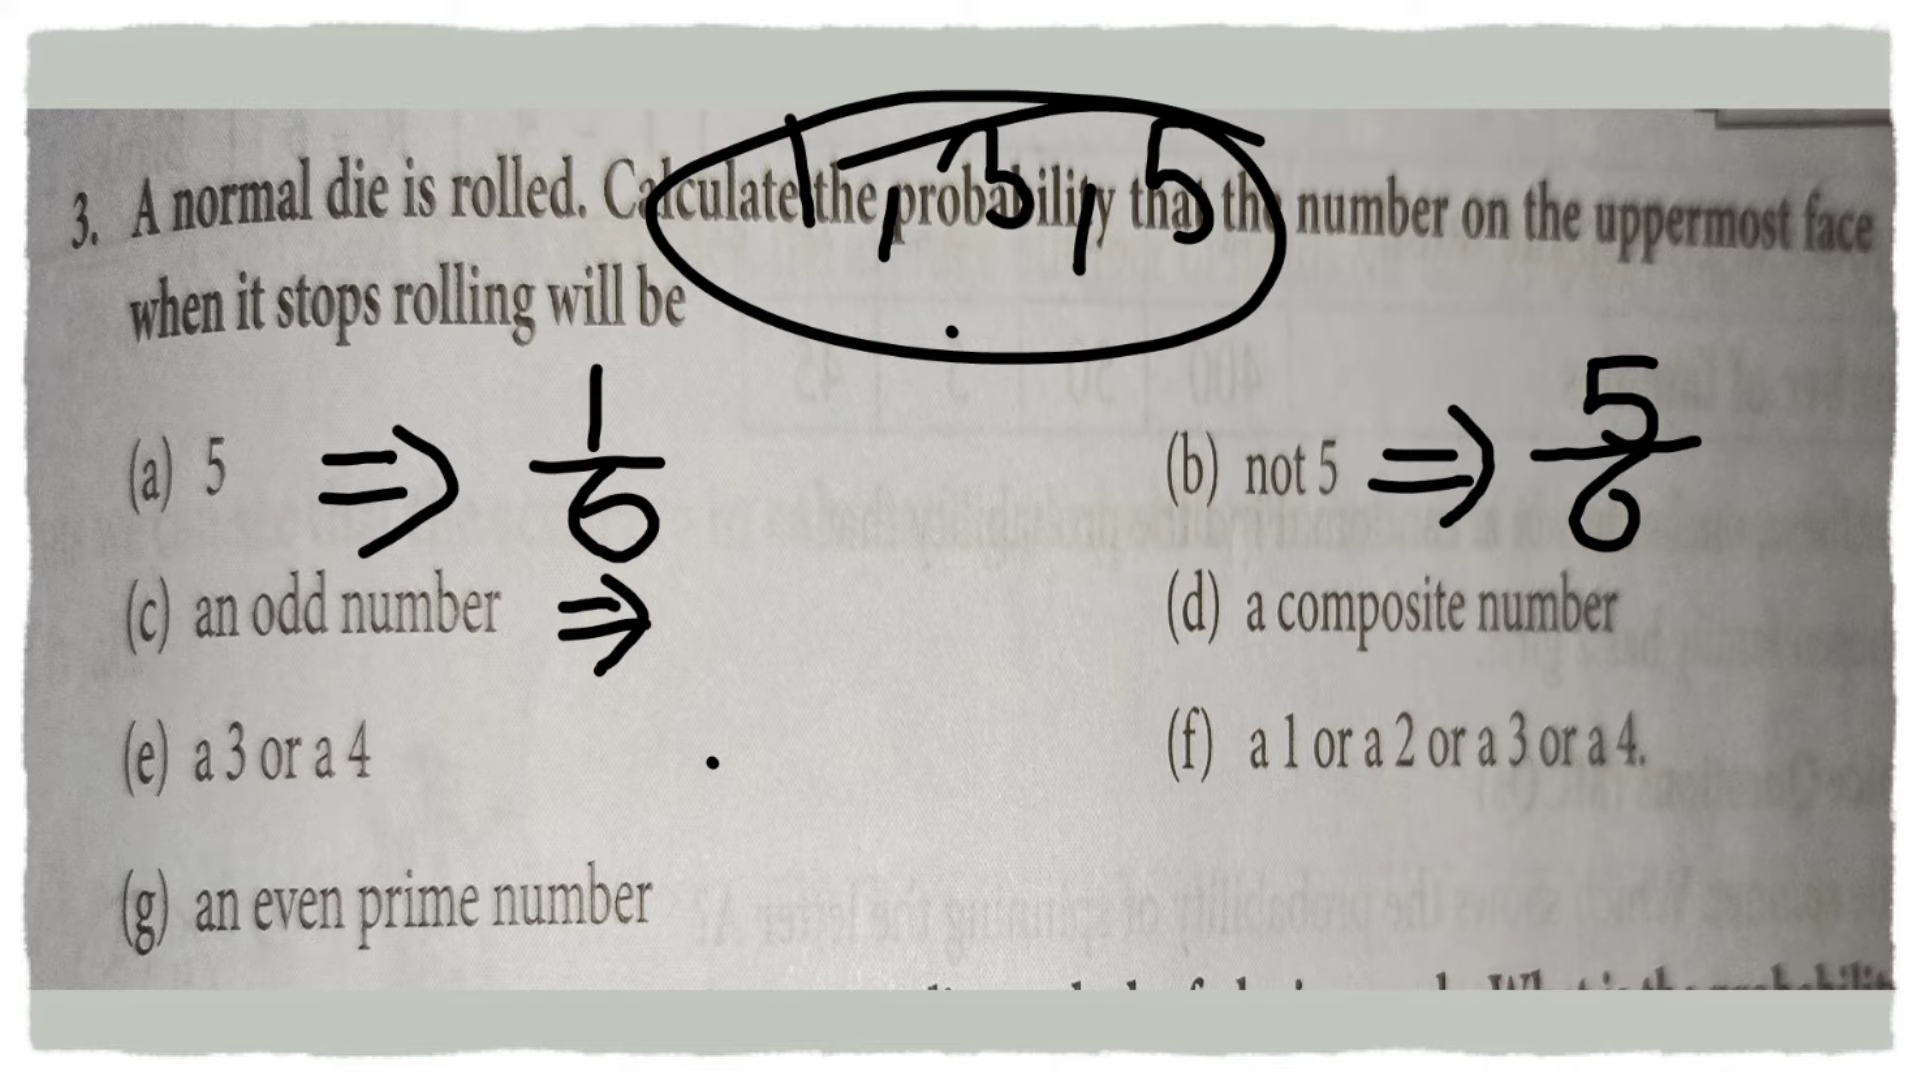 1, 3, 5
3. A normal die is rolled. Calculate the probability that the number on the uppermost face
when it stops rolling will be
(a) 5 ⇒ 1/6
(b) not 5 ⇒ 5/6
(c) an odd number ⇒
(d) a composite number
(e) a 3 or a 4
(f) a 1 or a 2 or a 3 or a 4.
(g) an even prime number